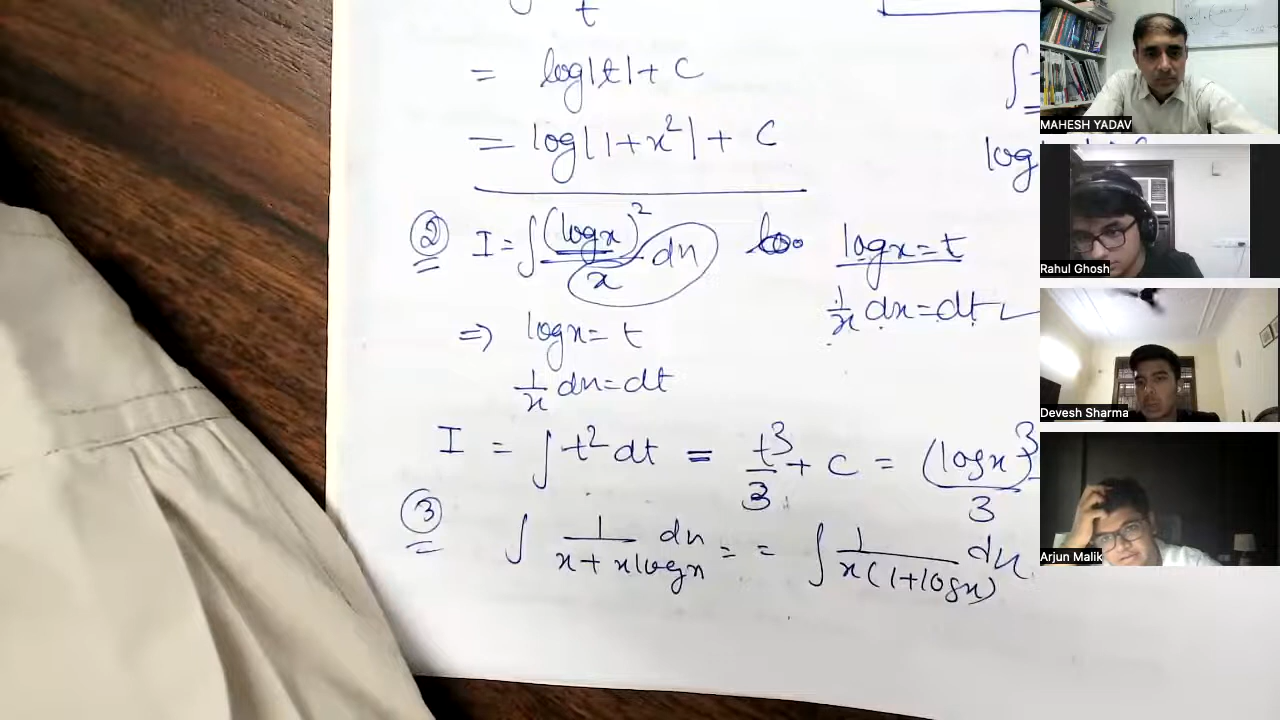 t
= log|t| + C
= log|1+x²| + C
log
② I = ∫ (logx)² / x dx logx = t
1/x dx = dt
⇒ logx = t
1/x dx = dt
I = ∫ t² dt = t³/3 + C = (logx)³/3
③ ∫ 1/(x + xlogx) dx = = ∫ 1/(x(1+logx)) dx
MAHESH YADAV
Rahul Ghosh
Devesh Sharma
Arjun Malik